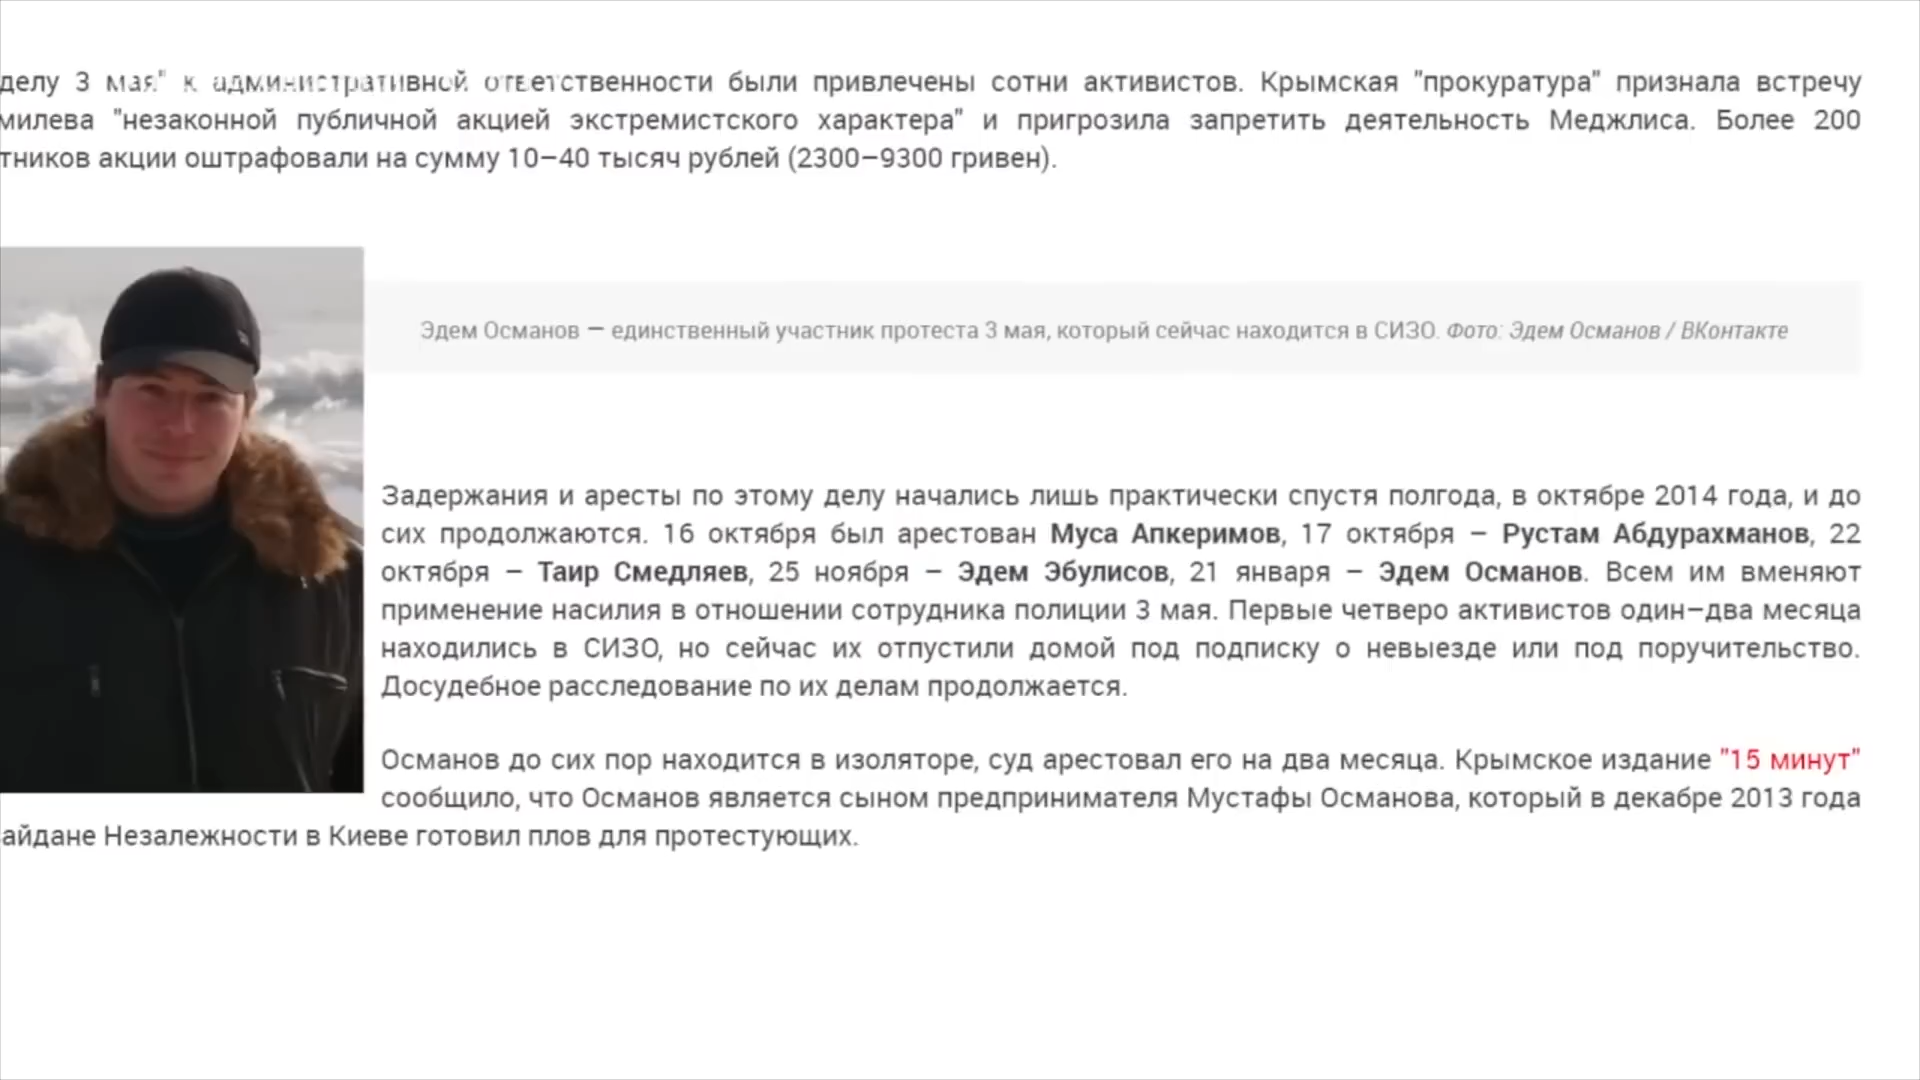 делу 3 мая" к административной ответственности были привлечены сотни активистов. Крымская "прокуратура" признала встречу
милева "незаконной публичной акцией экстремистского характера" и пригрозила запретить деятельность Меджлиса. Более 200
тников акции оштрафовали на сумму 10–40 тысяч рублей (2300–9300 гривен).
Эдем Османов — единственный участник протеста 3 мая, который сейчас находится в СИЗО. Фото: Эдем Османов / ВКонтакте
Задержания и аресты по этому делу начались лишь практически спустя полгода, в октябре 2014 года, и до
сих продолжаются. 16 октября был арестован Муса Апкеримов, 17 октября – Рустам Абдурахманов, 22
октября – Таир Смедляев, 25 ноября – Эдем Эбулисов, 21 января – Эдем Османов. Всем им вменяют
применение насилия в отношении сотрудника полиции 3 мая. Первые четверо активистов один–два месяца
находились в СИЗО, но сейчас их отпустили домой под подписку о невыезде или под поручительство.
Досудебное расследование по их делам продолжается.
Османов до сих пор находится в изоляторе, суд арестовал его на два месяца. Крымское издание "15 минут"
сообщило, что Османов является сыном предпринимателя Мустафы Османова, который в декабре 2013 года
айдане Незалежности в Киеве готовил плов для протестующих.